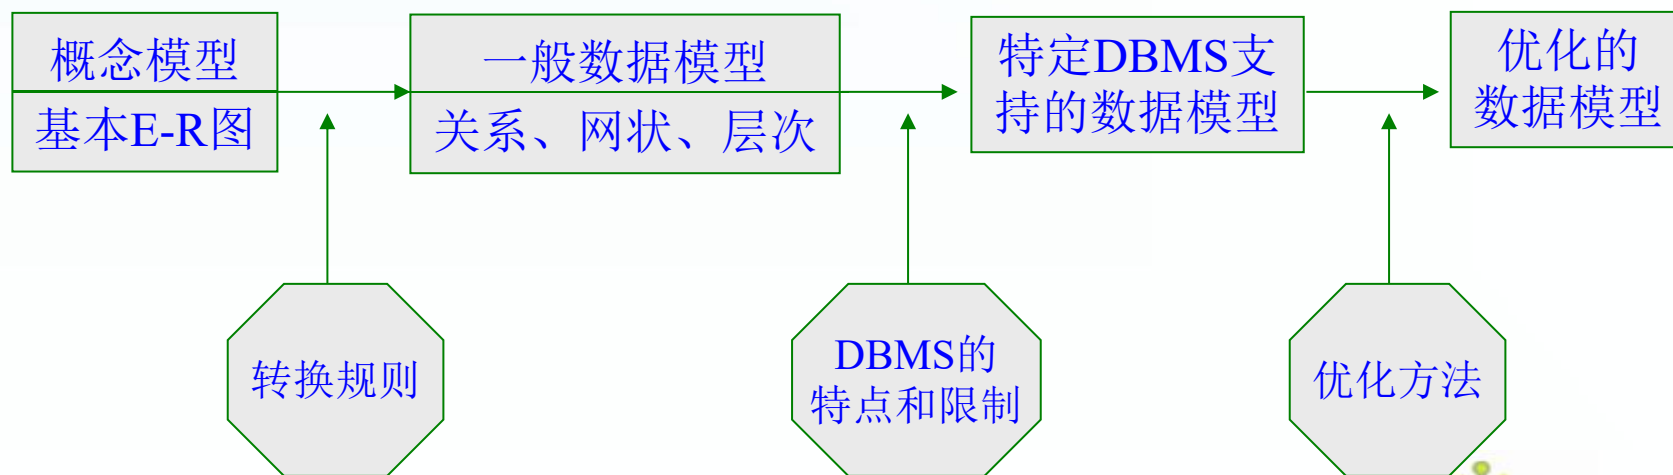 概念模型
基本E-R图
一般数据模型
关系、网状、层次
特定DBMS支
持的数据模型
优化的
数据模型
转换规则
DBMS的
特点和限制
优化方法